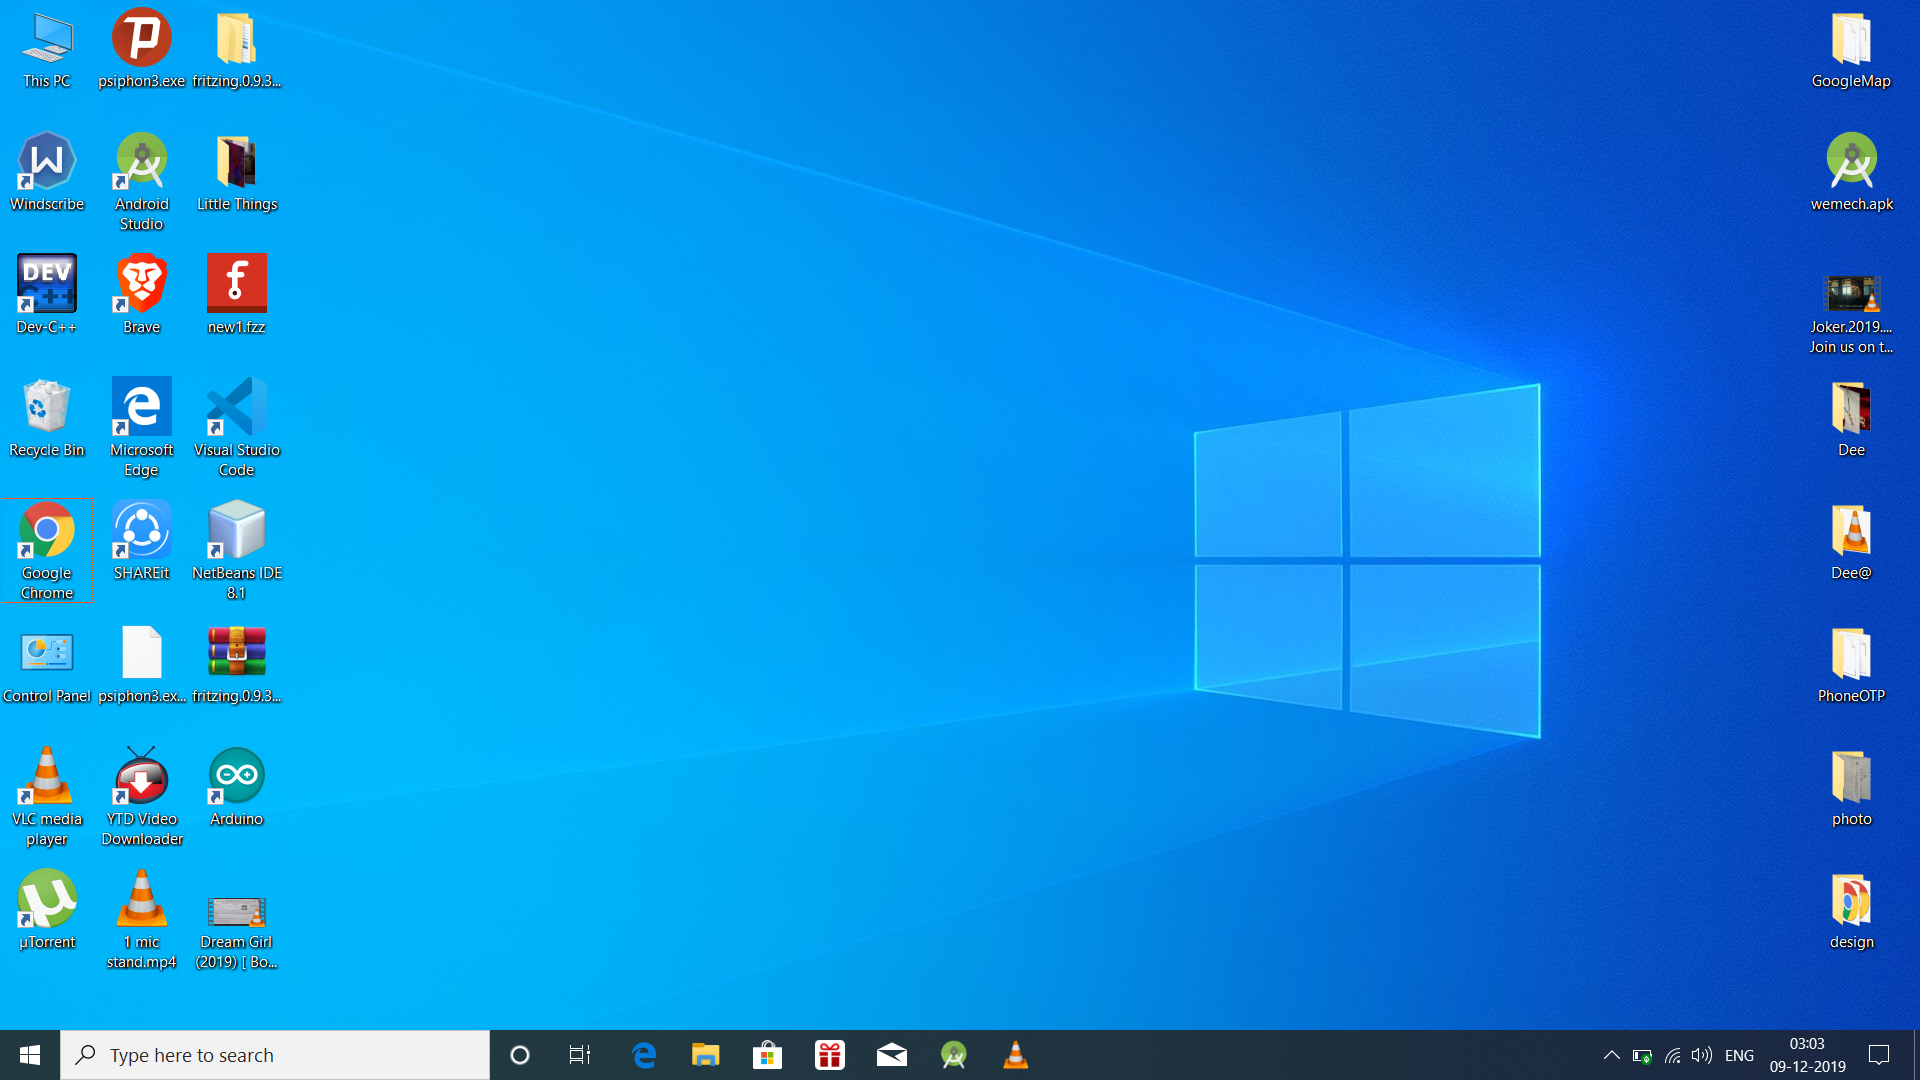 This PC
psiphon3.exe
fritzing.0.9.3...
GoogleMap
Windscribe
Android
Studio
Little Things
wemech.apk
DEV
C++
Dev-C++
Brave
new1.fzz
Joker.2019....
Join us on t...
Recycle Bin
Microsoft
Edge
Visual Studio
Code
Dee
Google
Chrome
SHAREit
NetBeans IDE
8.1
Dee@
Control Panel
psiphon3.ex...
fritzing.0.9.3...
PhoneOTP
VLC media
player
YTD Video
Downloader
Arduino
photo
µTorrent
1 mic
stand.mp4
Dream Girl
(2019) [ Bo...
design
Type here to search
ENG
03:03
09-12-2019